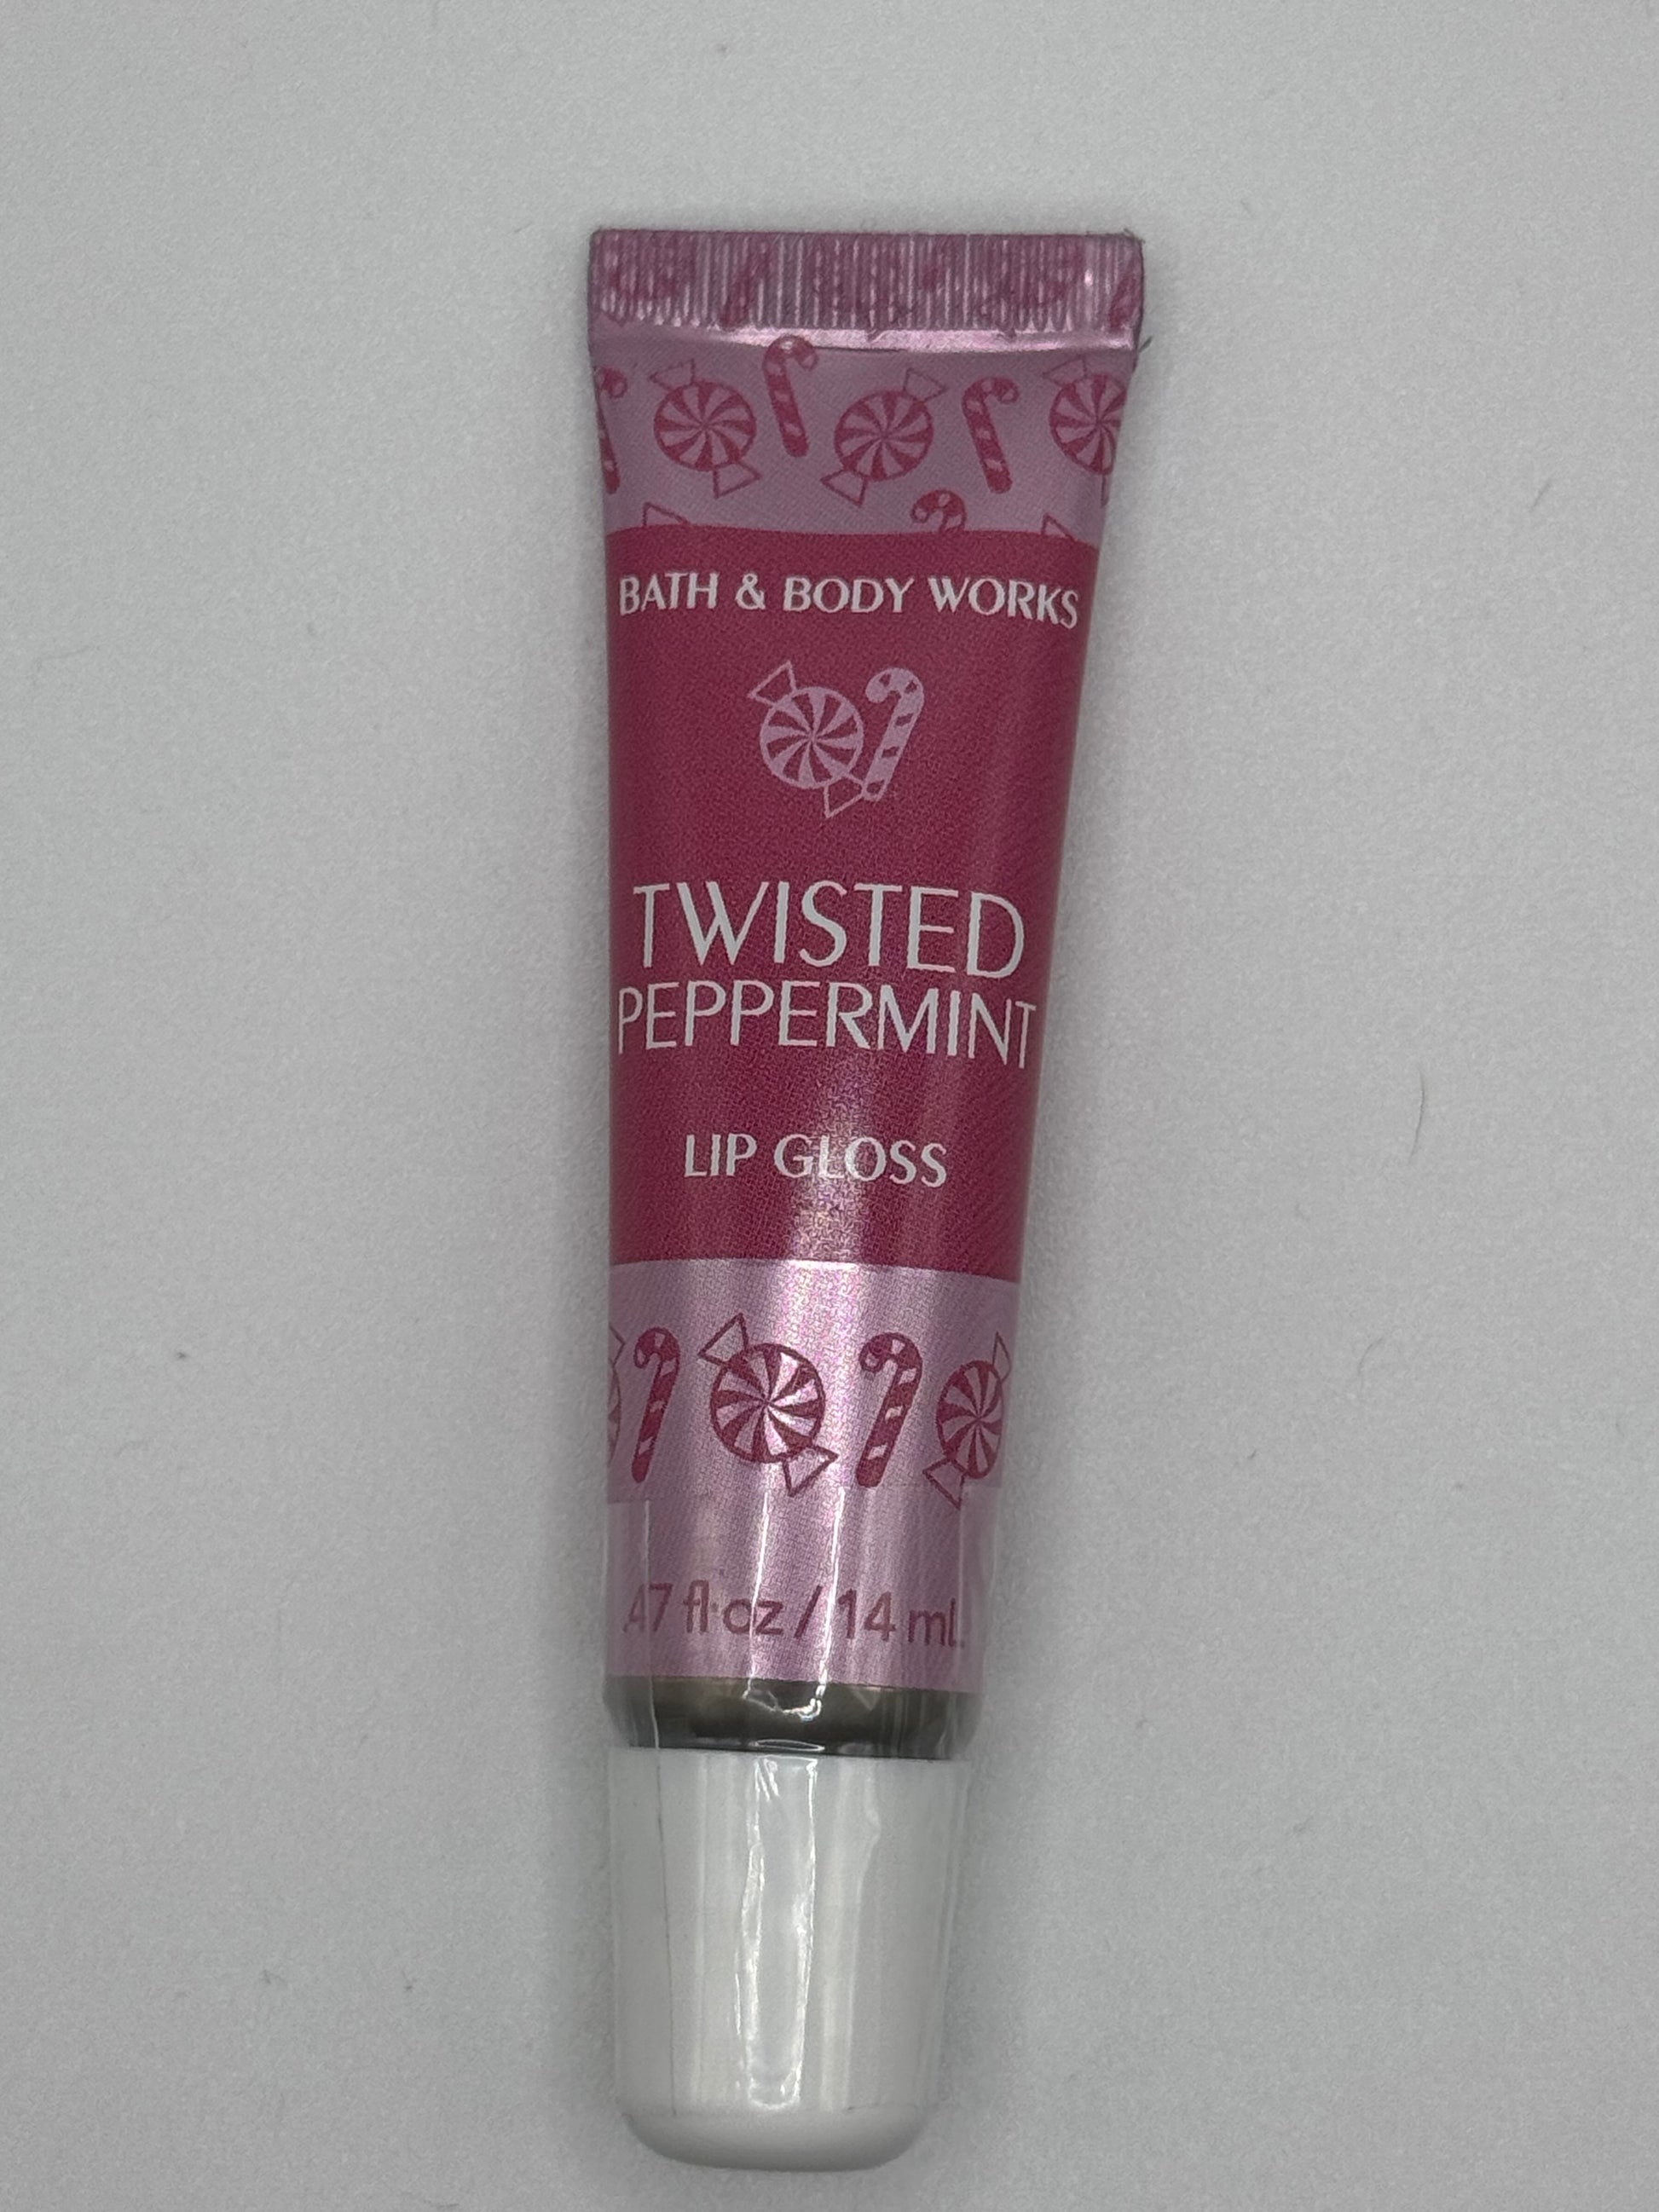 BATH & BODY WORKS
TWISTED
PEPPERMINT
LIP GLOSS
.47 fl oz / 14 mL